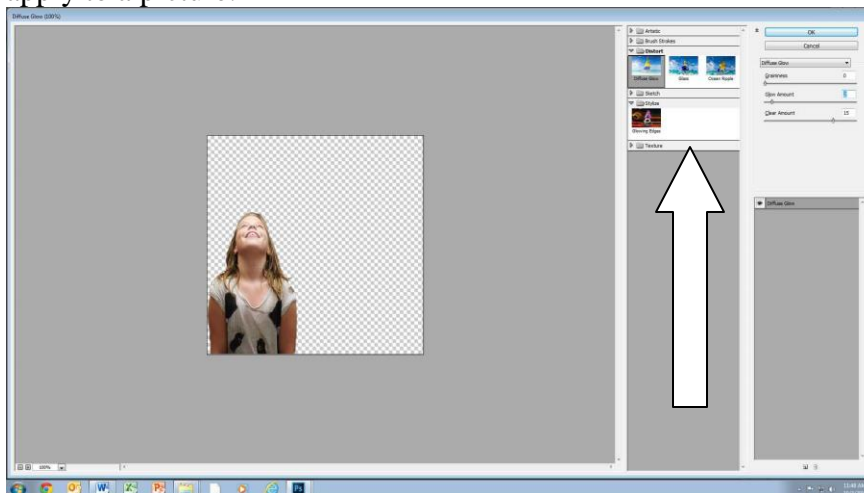 Diffuse Glow (100%)
Artistic
Brush Strokes
Distort
Diffuse Glow
Glass
Ocean Ripple
Sketch
Stylize
Glowing Edges
Texture
OK
Cancel
Diffuse Glow
Graininess
Glow Amount
Clear Amount
15
Diffuse Glow
100%
W
X
P
Ps